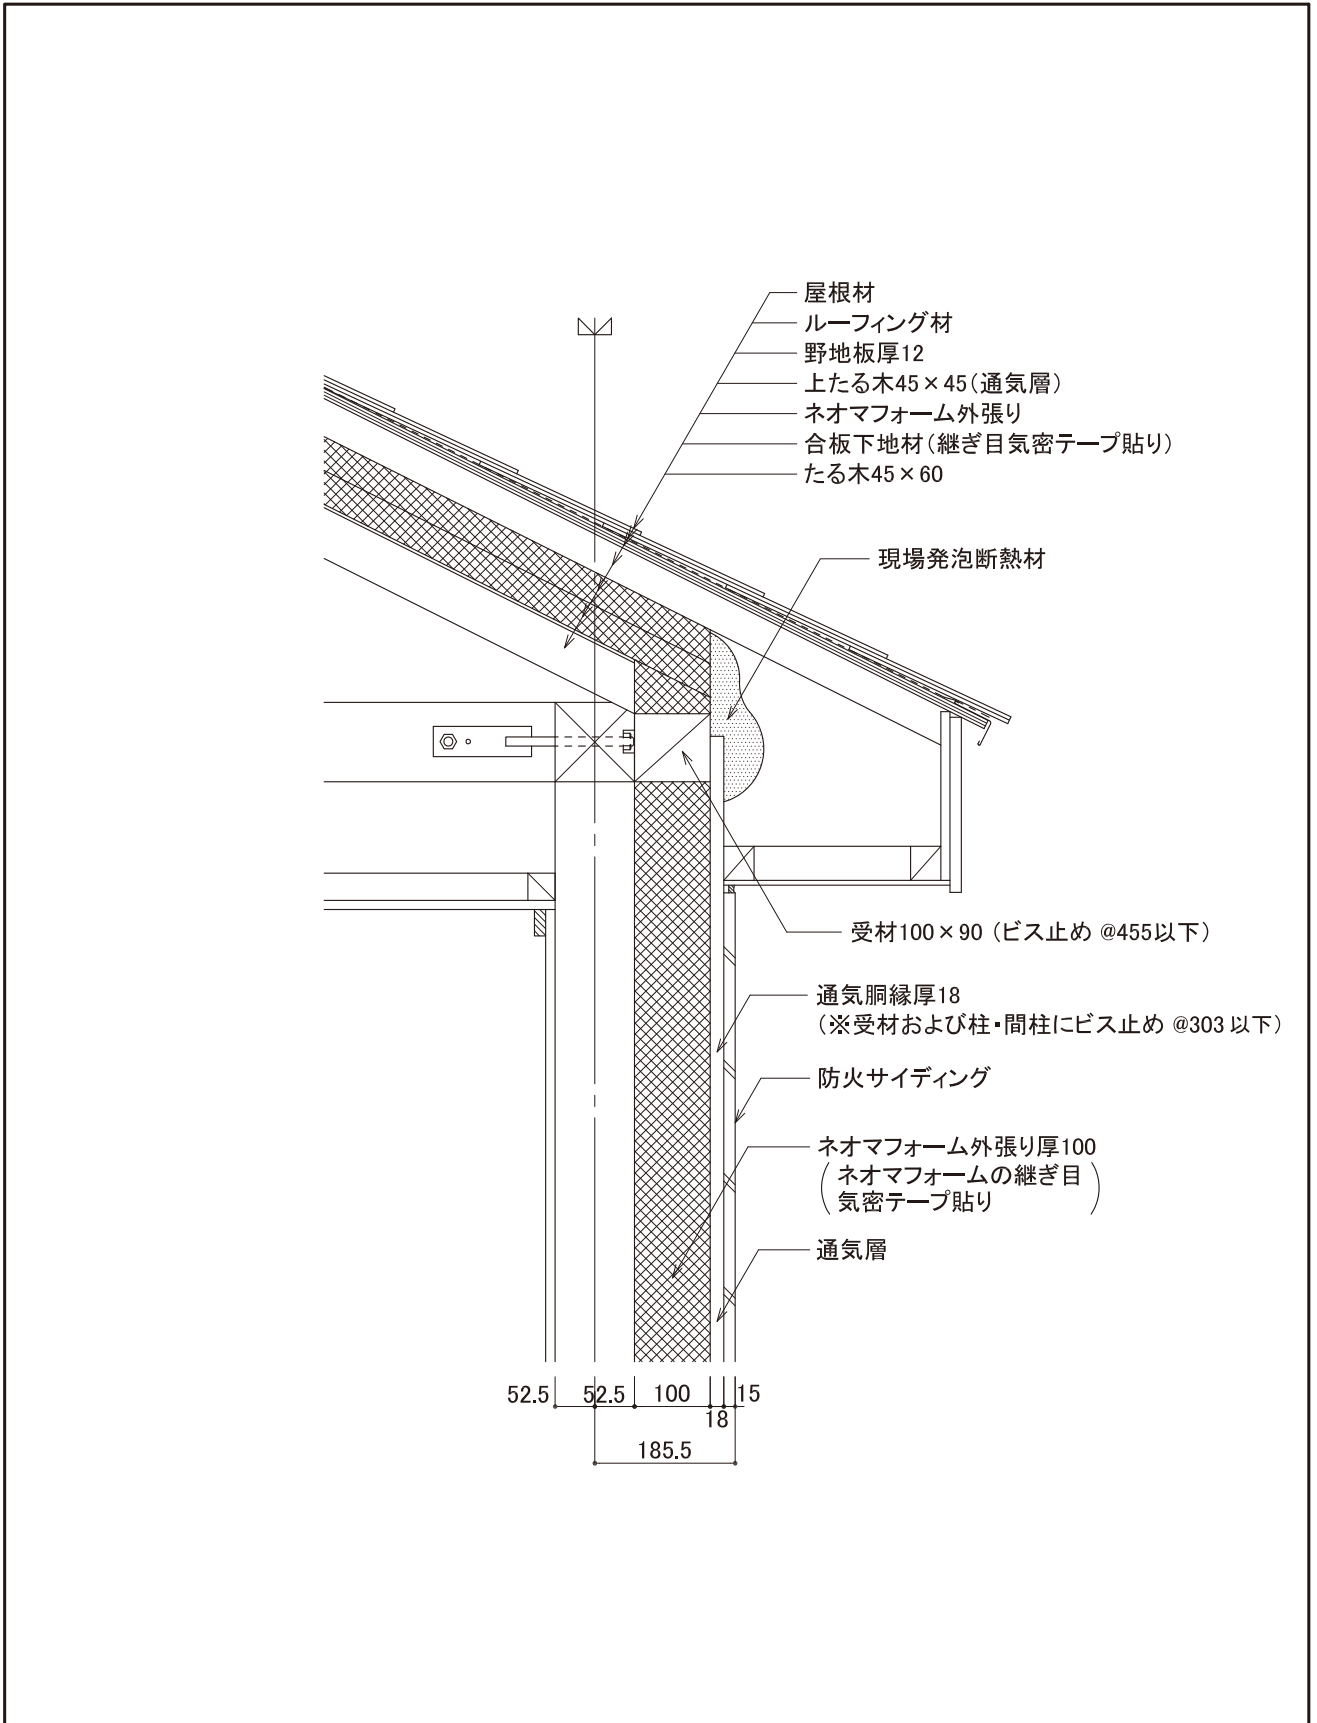 屋根材
ルーフィング材
野地板厚12
上たる木45×45(通気層)
ネオマフォーム外張り
合板下地材(継ぎ目気密テープ貼り)
たる木45×60
現場発泡断熱材
受材100×90 (ビス止め @455以下)
通気胴縁厚18
(※受材および柱・間柱にビス止め @303 以下)
防火サイディング
ネオマフォーム外張り厚100
(ネオマフォームの継ぎ目
気密テープ貼り)
通気層
52.5 52.5 100 15
18
185.5